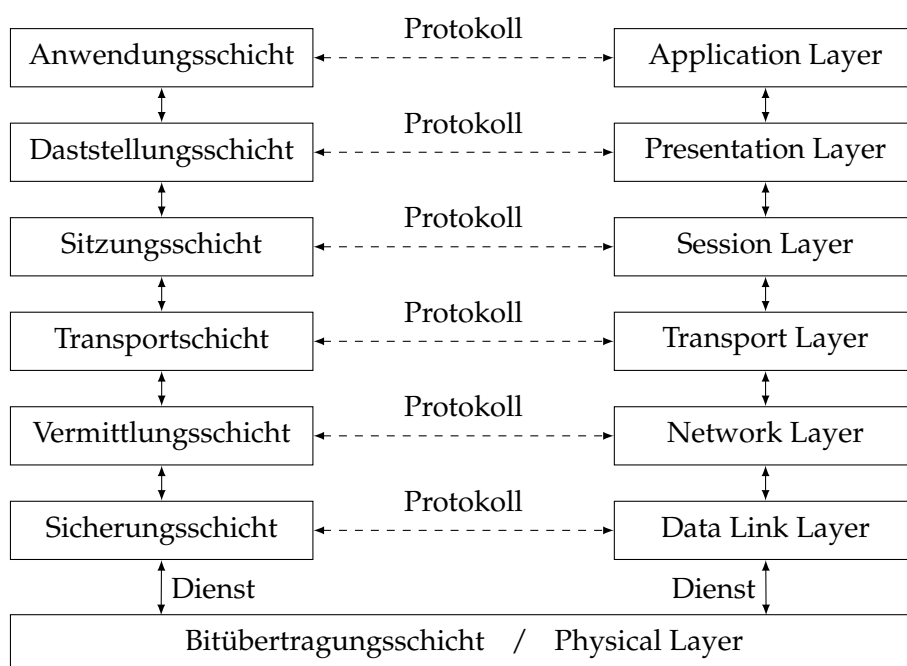 Protokoll
Anwendungsschicht Application Layer
Protokoll
Daststellungsschicht Presentation Layer
Protokoll
Sitzungsschicht Session Layer
Protokoll
Transportschicht Transport Layer
Protokoll
Vermittlungsschicht Network Layer
Protokoll
Sicherungsschicht Data Link Layer
Dienst Dienst
Bitübertragungsschicht / Physical Layer